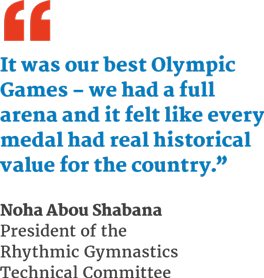 “
It was our best Olympic
Games – we had a full
arena and it felt like every
medal had real historical
value for the country.”
Noha Abou Shabana
President of the
Rhythmic Gymnastics
Technical Committee